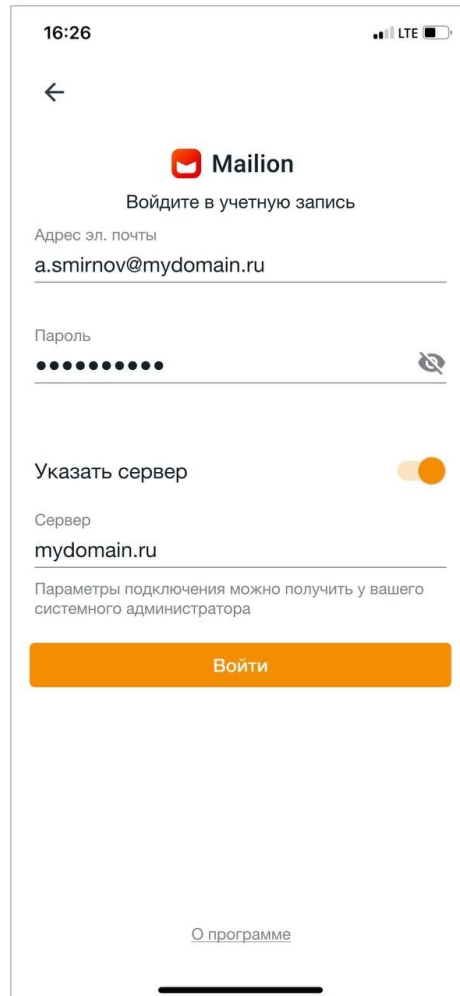 16:26
LTE
Mailion
Войдите в учетную запись
Адрес эл. почты
a.smirnov@mydomain.ru
Пароль
••••••••••
Указать сервер
Сервер
mydomain.ru
Параметры подключения можно получить у вашего
системного администратора
Войти
О программе